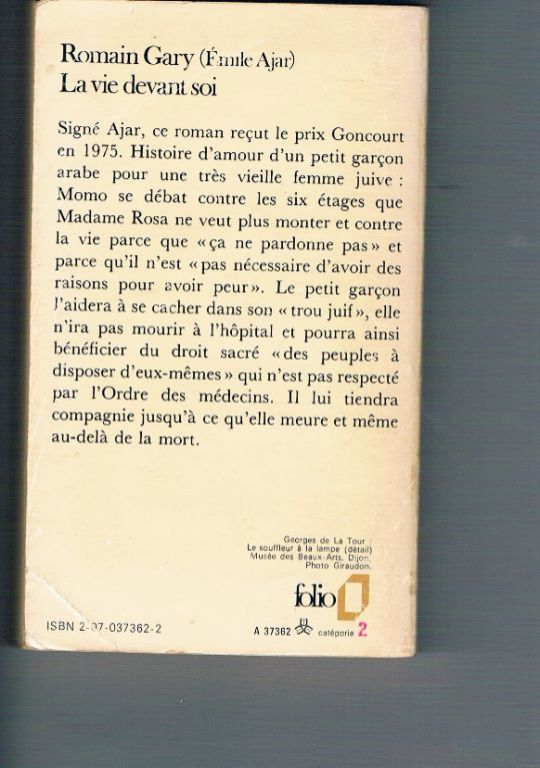 Romain Gary (Émile Ajar)
La vie devant soi
Signé Ajar, ce roman reçut le prix Goncourt
en 1975. Histoire d'amour d'un petit garçon
arabe pour une très vieille femme juive :
Momo se débat contre les six étages que
Madame Rosa ne veut plus monter et contre
la vie parce que « ça ne pardonne pas » et
parce qu'il n'est « pas nécessaire d'avoir des
raisons pour avoir peur ». Le petit garçon
l'aidera à se cacher dans son « trou juif », elle
n'ira pas mourir à l'hôpital et pourra ainsi
bénéficier du droit sacré « des peuples à
disposer d'eux-mêmes » qui n'est pas respecté
par l'Ordre des médecins. Il lui tiendra
compagnie jusqu'à ce qu'elle meure et même
au-delà de la mort.
Georges de La Tour :
Le souffleur à la lampe (détail)
Musée des Beaux-Arts, Dijon.
Photo Giraudon.
folio
ISBN 2-07-037362-2
A 37362 catégorie 2